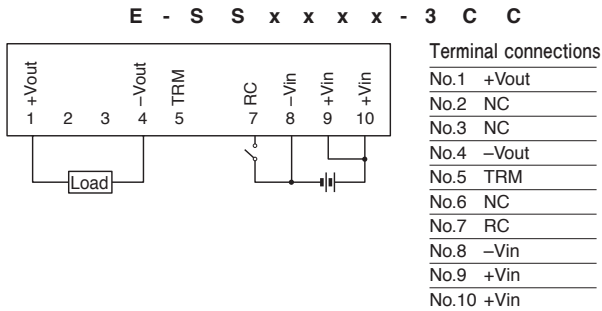 E - S S x x x x - 3 C C
+Vout
–Vout
TRM
RC
–Vin
+Vin
+Vin
1 2 3 4 5 7 8 9 10
Load
Terminal connections
No.1 +Vout
No.2 NC
No.3 NC
No.4 –Vout
No.5 TRM
No.6 NC
No.7 RC
No.8 –Vin
No.9 +Vin
No.10 +Vin